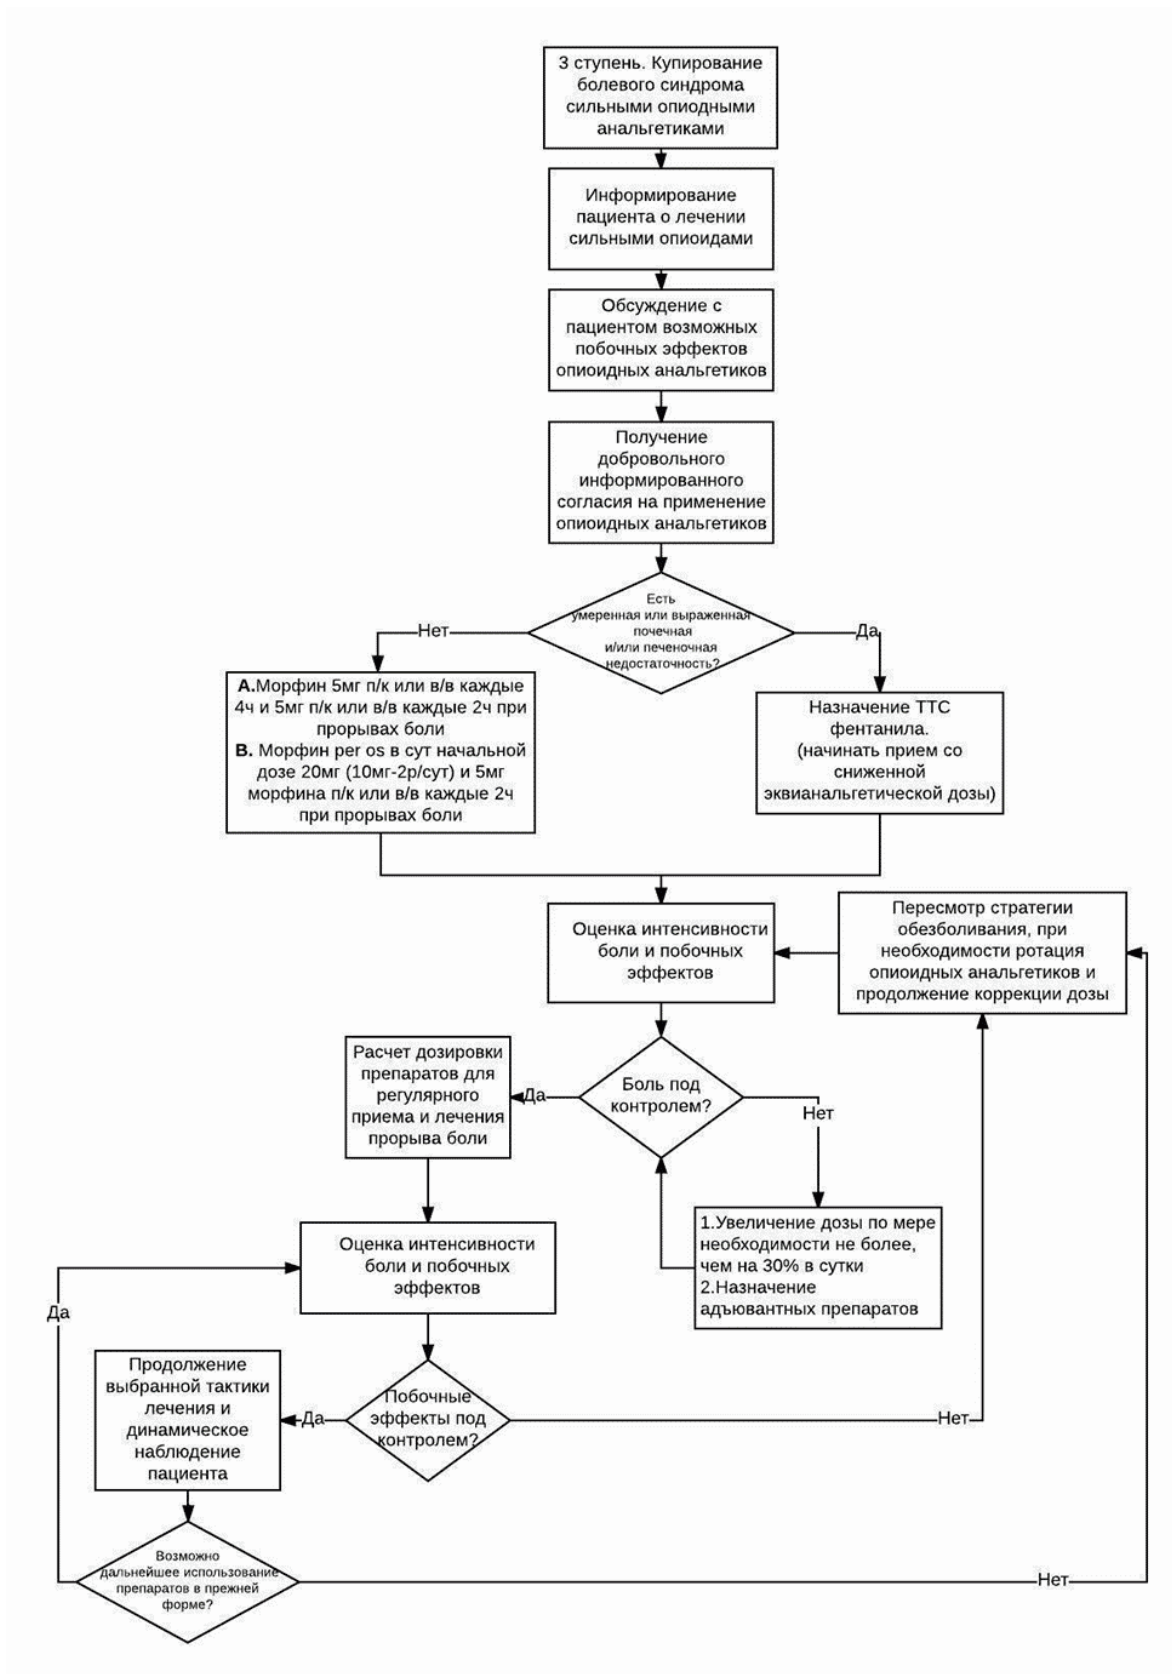 3 ступень. Купирование
болевого синдрома
сильными опиодными
анальгетиками
Информирование
пациента о лечении
сильными опиоидами
Обсуждение с
пациентом возможных
побочных эффектов
опиоидных анальгетиков
Получение
добровольного
информированного
согласия на применение
опиоидных анальгетиков
Есть
умеренная или выраженная
почечная
и/или печеночная
недостаточность?
Нет
Да
A.Морфин 5мг п/к или в/в каждые
4ч и 5мг п/к или в/в каждые 2ч при
прорывах боли
B. Морфин per os в сут начальной
дозе 20мг (10мг-2р/сут) и 5мг
морфина п/к или в/в каждые 2ч
при прорывах боли
Назначение ТТС
фентанила.
(начинать прием со
сниженной
эквианальгетической дозы)
Оценка интенсивности
боли и побочных
эффектов
Пересмотр стратегии
обезболивания, при
необходимости ротация
опиоидных анальгетиков и
продолжение коррекции дозы
Боль под
контролем?
Да
Нет
Расчет дозировки
препаратов для
регулярного
приема и лечения
прорыва боли
1.Увеличение дозы по мере
необходимости не более,
чем на 30% в сутки
2.Назначение
адъювантных препаратов
Оценка интенсивности
боли и побочных
эффектов
Да
Побочные
эффекты под
контролем?
Да
Нет
Продолжение
выбранной тактики
лечения и
динамическое
наблюдение
пациента
Возможно
дальнейшее использование
препаратов в прежней
форме?
Нет